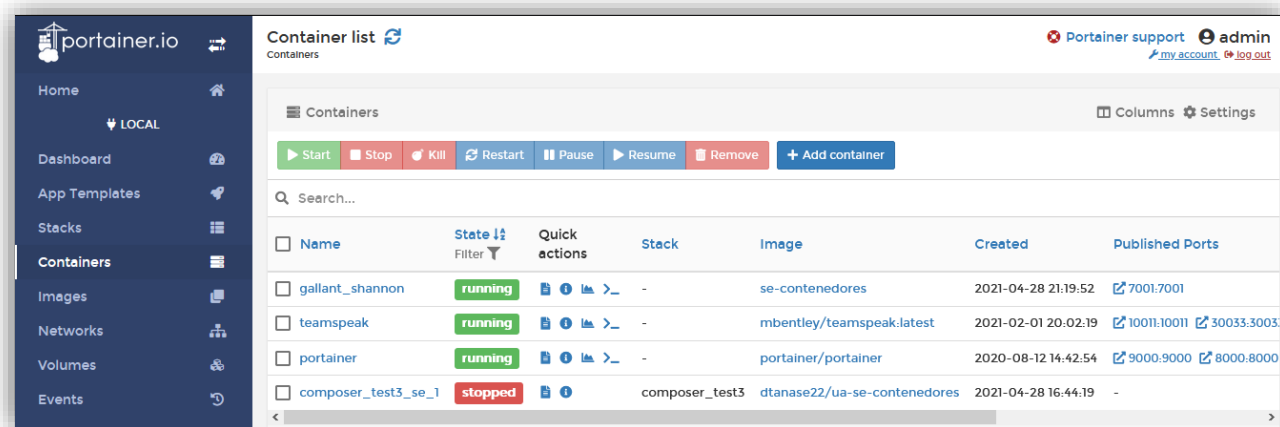 portainer.io
Container list
Containers
Portainer support admin
my account log out
Home
LOCAL
Dashboard
App Templates
Stacks
Containers
Images
Networks
Volumes
Events
Containers
Columns Settings
Start Stop Kill Restart Pause Resume Remove + Add container
Search...
Name State Filter Quick actions Stack Image Created Published Ports
gallant_shannon running - se-contenedores 2021-04-28 21:19:52 7001:7001
teamspeak running - mbentley/teamspeak:latest 2021-02-01 20:02:19 10011:10011 30033:3003
portainer running - portainer/portainer 2020-08-12 14:42:54 9000:9000 8000:8000
composer_test3_se_1 stopped composer_test3 dtanase22/ua-se-contenedores 2021-04-28 16:44:19 -